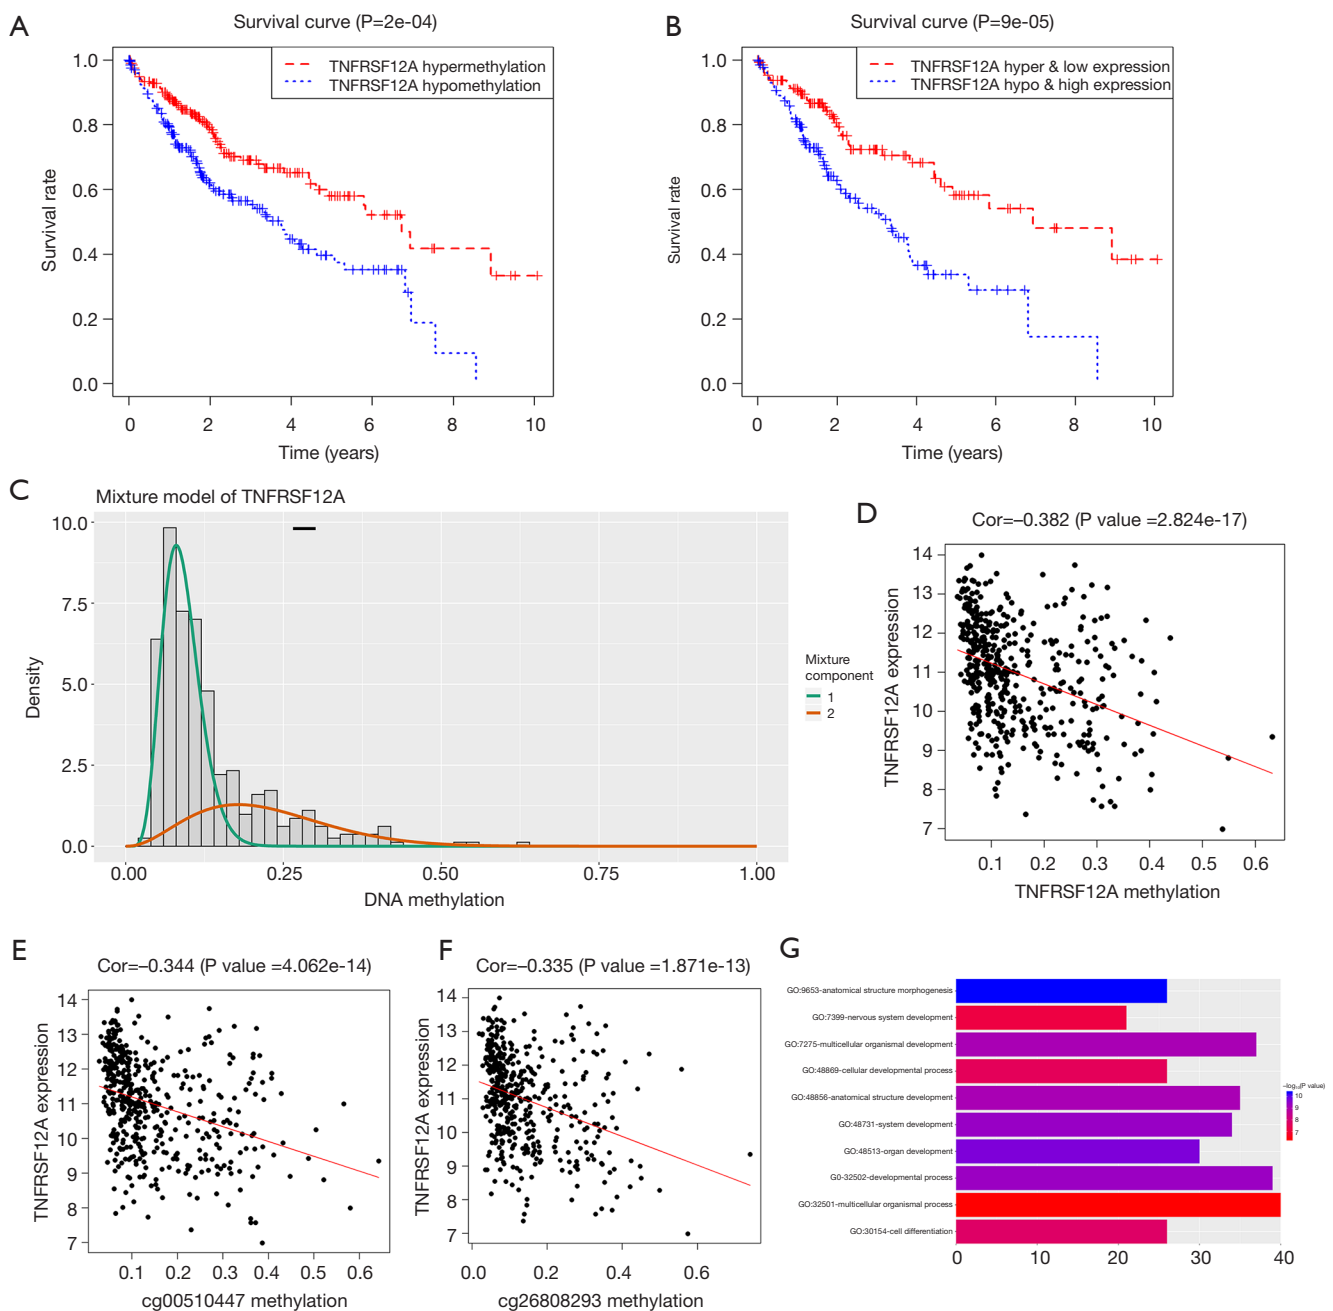 A
Survival curve (P=2e-04)
TNFRSF12A hypermethylation
TNFRSF12A hypomethylation
1.0
0.8
0.6
0.4
0.2
0.0
Survival rate
0 2 4 6 8 10
Time (years)
B
Survival curve (P=9e-05)
TNFRSF12A hyper & low expression
TNFRSF12A hypo & high expression
1.0
0.8
0.6
0.4
0.2
0.0
Survival rate
0 2 4 6 8 10
Time (years)
C
Mixture model of TNFRSF12A
10.0
7.5
5.0
2.5
0.0
Density
0.00 0.25 0.50 0.75 1.00
DNA methylation
Mixture
component
1
2
D
Cor=–0.382 (P value =2.824e-17)
14
13
12
11
10
9
8
7
TNFRSF12A expression
0.1 0.2 0.3 0.4 0.5 0.6
TNFRSF12A methylation
E
Cor=–0.344 (P value =4.062e-14)
14
13
12
11
10
9
8
7
TNFRSF12A expression
0.1 0.2 0.3 0.4 0.5 0.6
cg00510447 methylation
F
Cor=–0.335 (P value =1.871e-13)
14
13
12
11
10
9
8
7
TNFRSF12A expression
0.0 0.2 0.4 0.6
cg26808293 methylation
G
GO:9653-anatomical structure morphogenesis
GO:7399-nervous system development
GO:7275-multicellular organismal development
GO:48869-cellular developmental process
GO:48856-anatomical structure development
GO:48731-system development
GO:48513-organ development
G0-32502-developmental process
GO:32501-multicellular organismal process
GO:30154-cell differentiation
0 10 20 30 40
–log₁₀(P value)
10
9
8
7